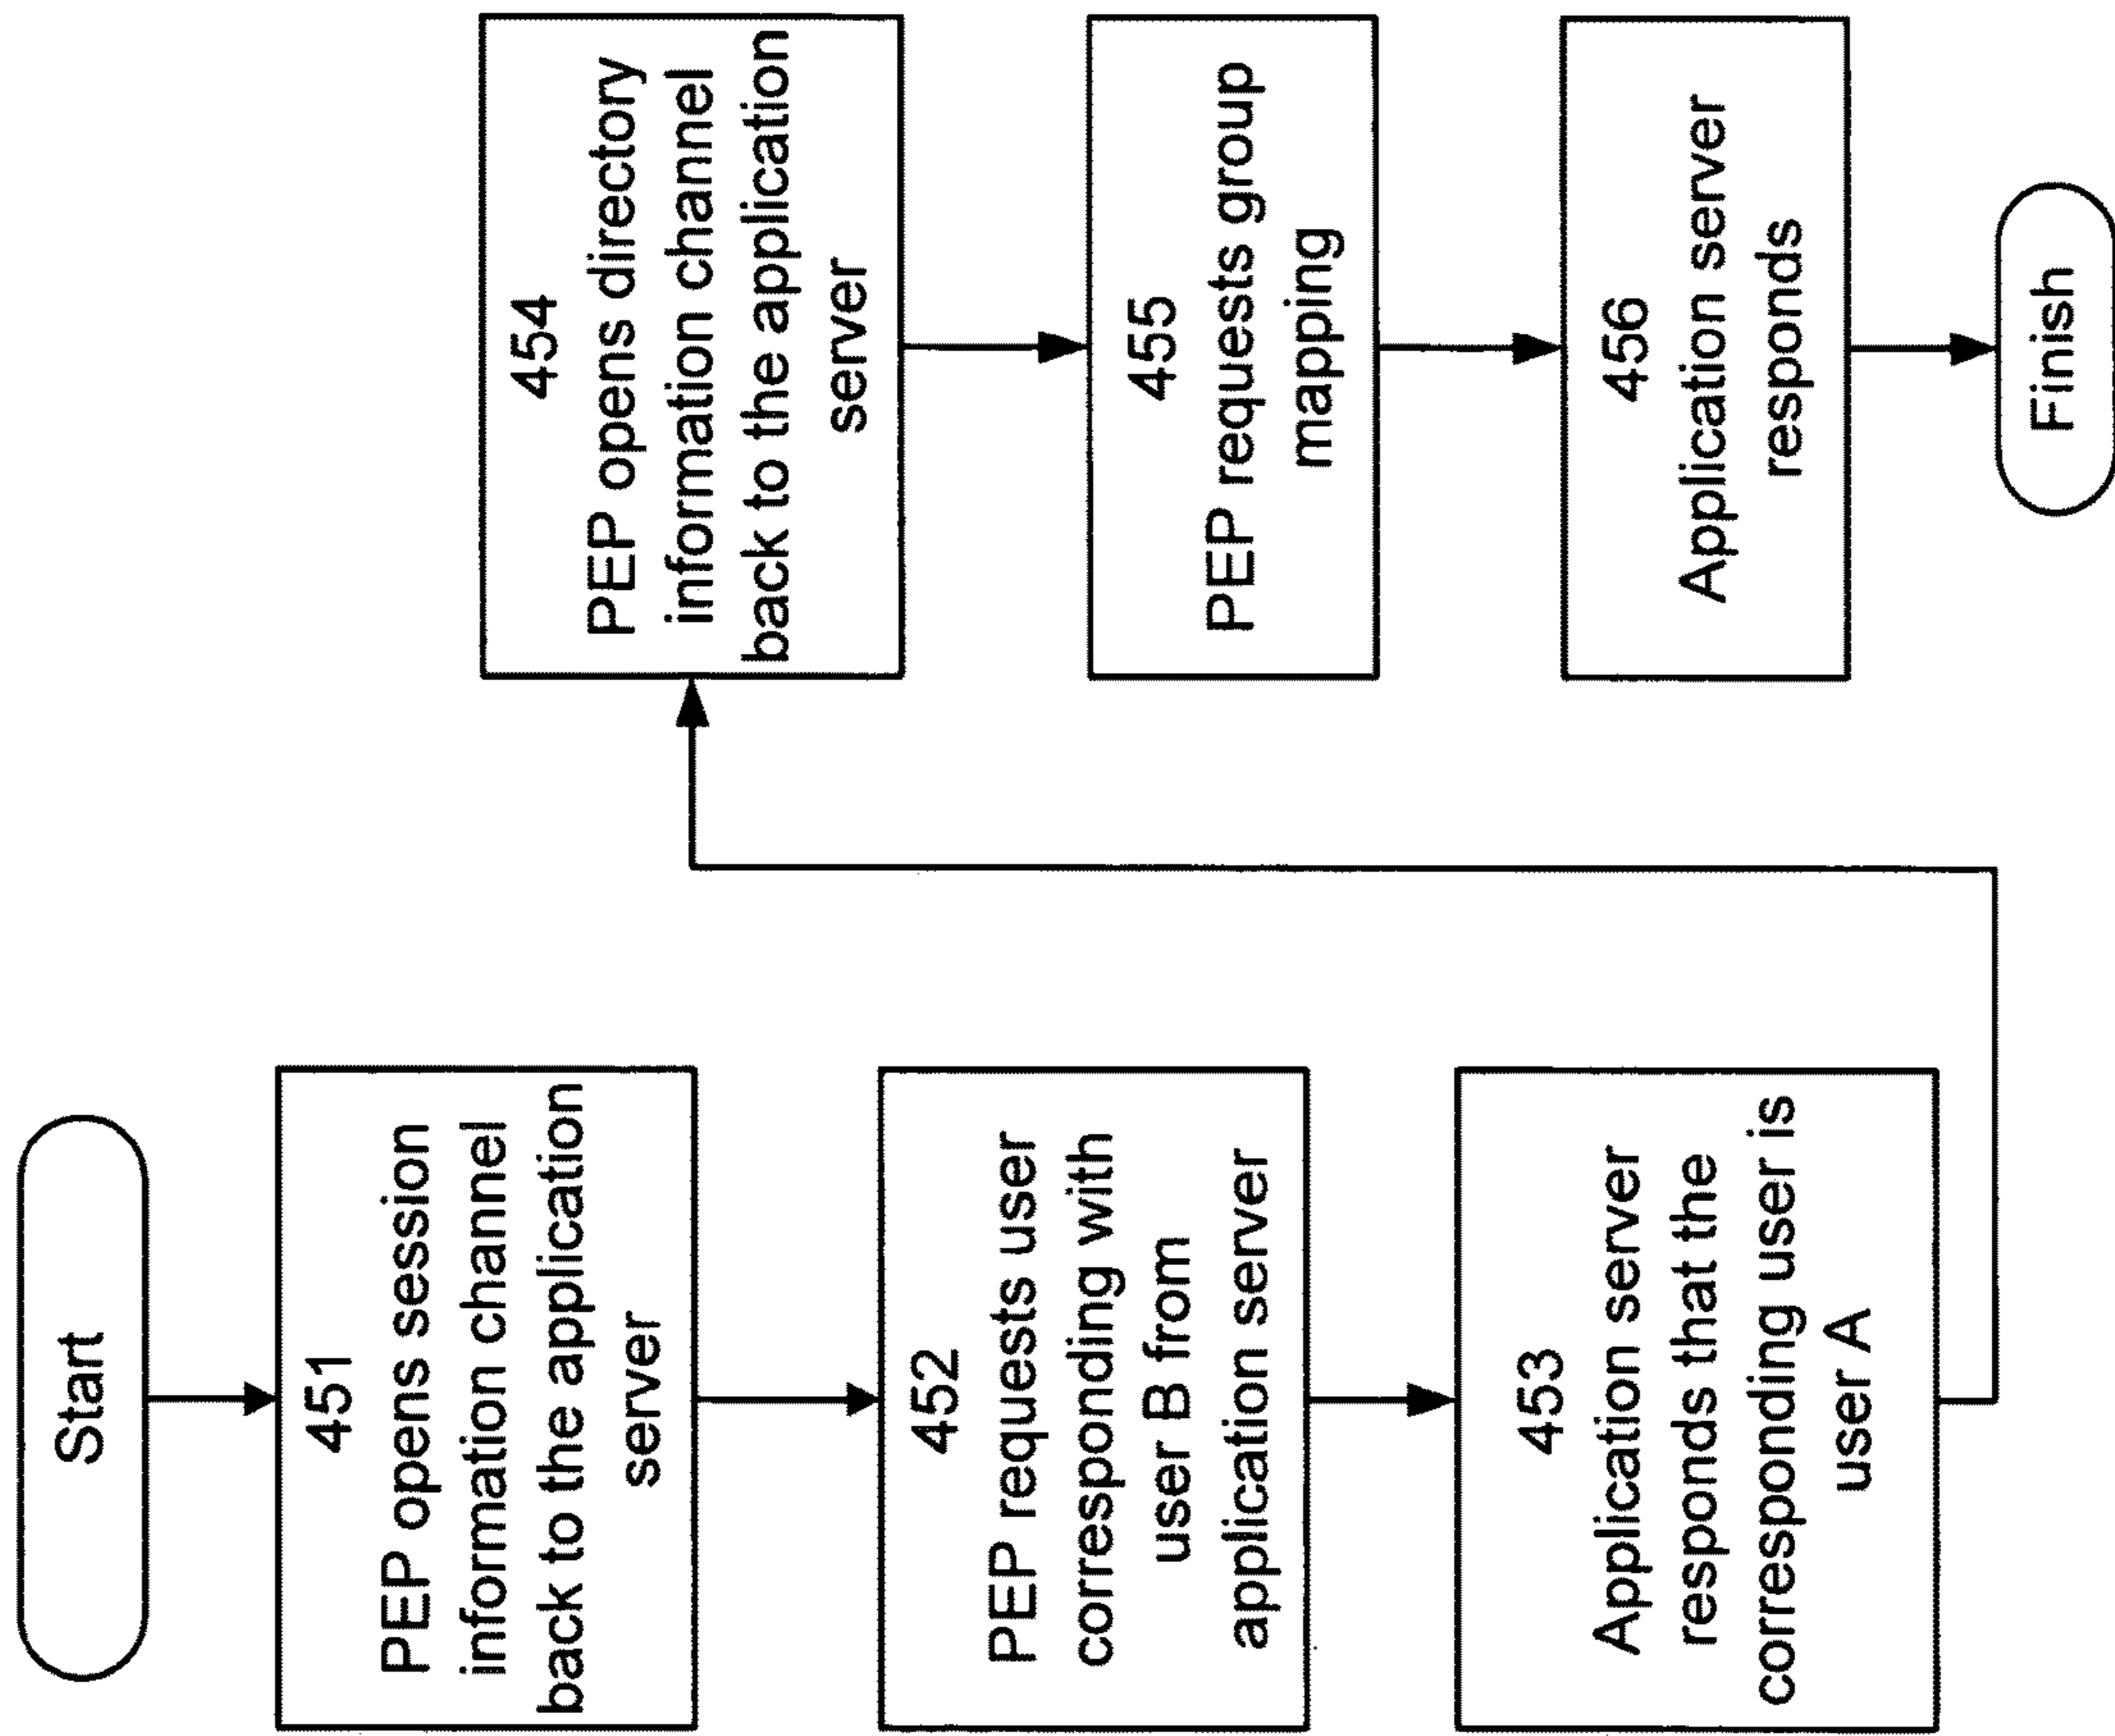 Start
451
PEP opens session
information channel
back to the application
server
452
PEP requests user
corresponding with
user B from
application server
453
Application server
responds that the
corresponding user is
user A
454
PEP opens directory
information channel
back to the application
server
455
PEP requests group
mapping
456
Application server
responds
Finish